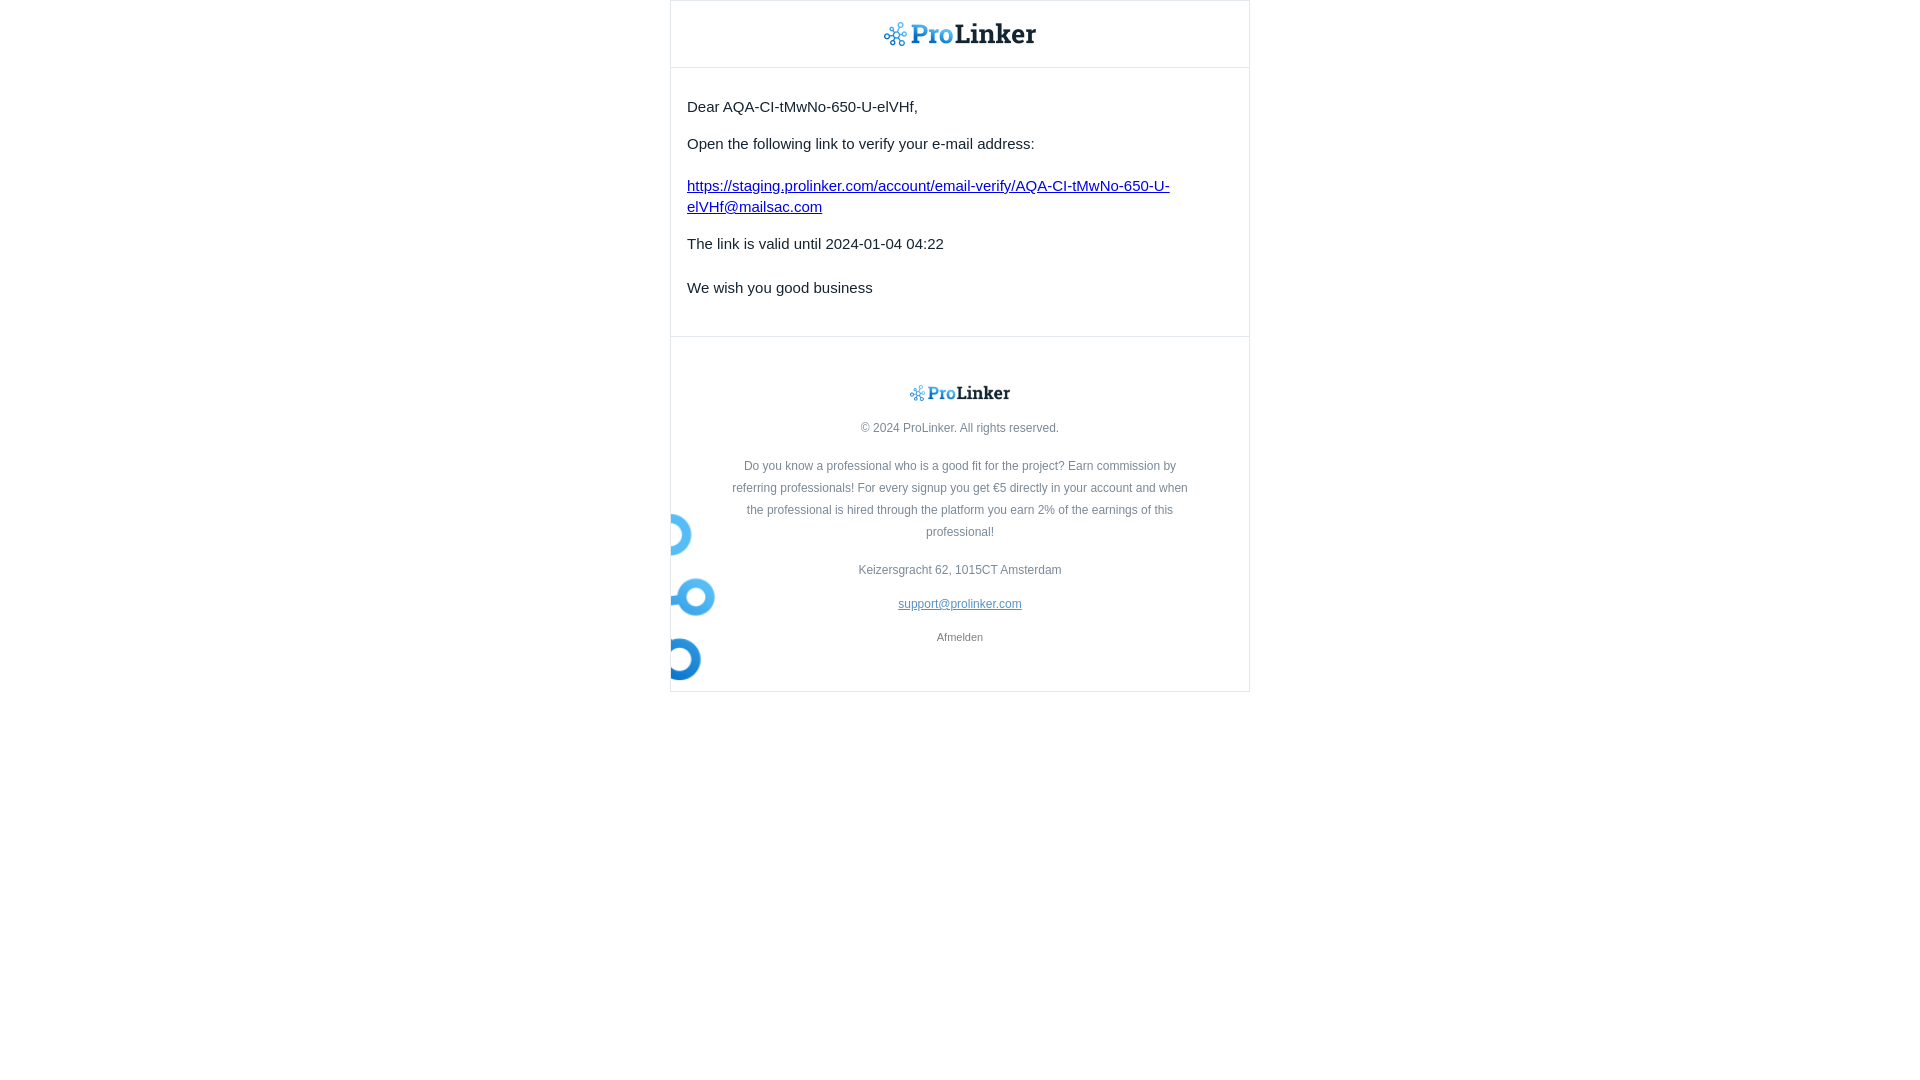 ProLinker
Dear AQA-CI-tMwNo-650-U-elVHf,
Open the following link to verify your e-mail address:
https://staging.prolinker.com/account/email-verify/AQA-CI-tMwNo-650-U-
elVHf@mailsac.com
The link is valid until 2024-01-04 04:22
We wish you good business
ProLinker
© 2024 ProLinker. All rights reserved.
Do you know a professional who is a good fit for the project? Earn commission by
referring professionals! For every signup you get €5 directly in your account and when
the professional is hired through the platform you earn 2% of the earnings of this
professional!
Keizersgracht 62, 1015CT Amsterdam
support@prolinker.com
Afmelden